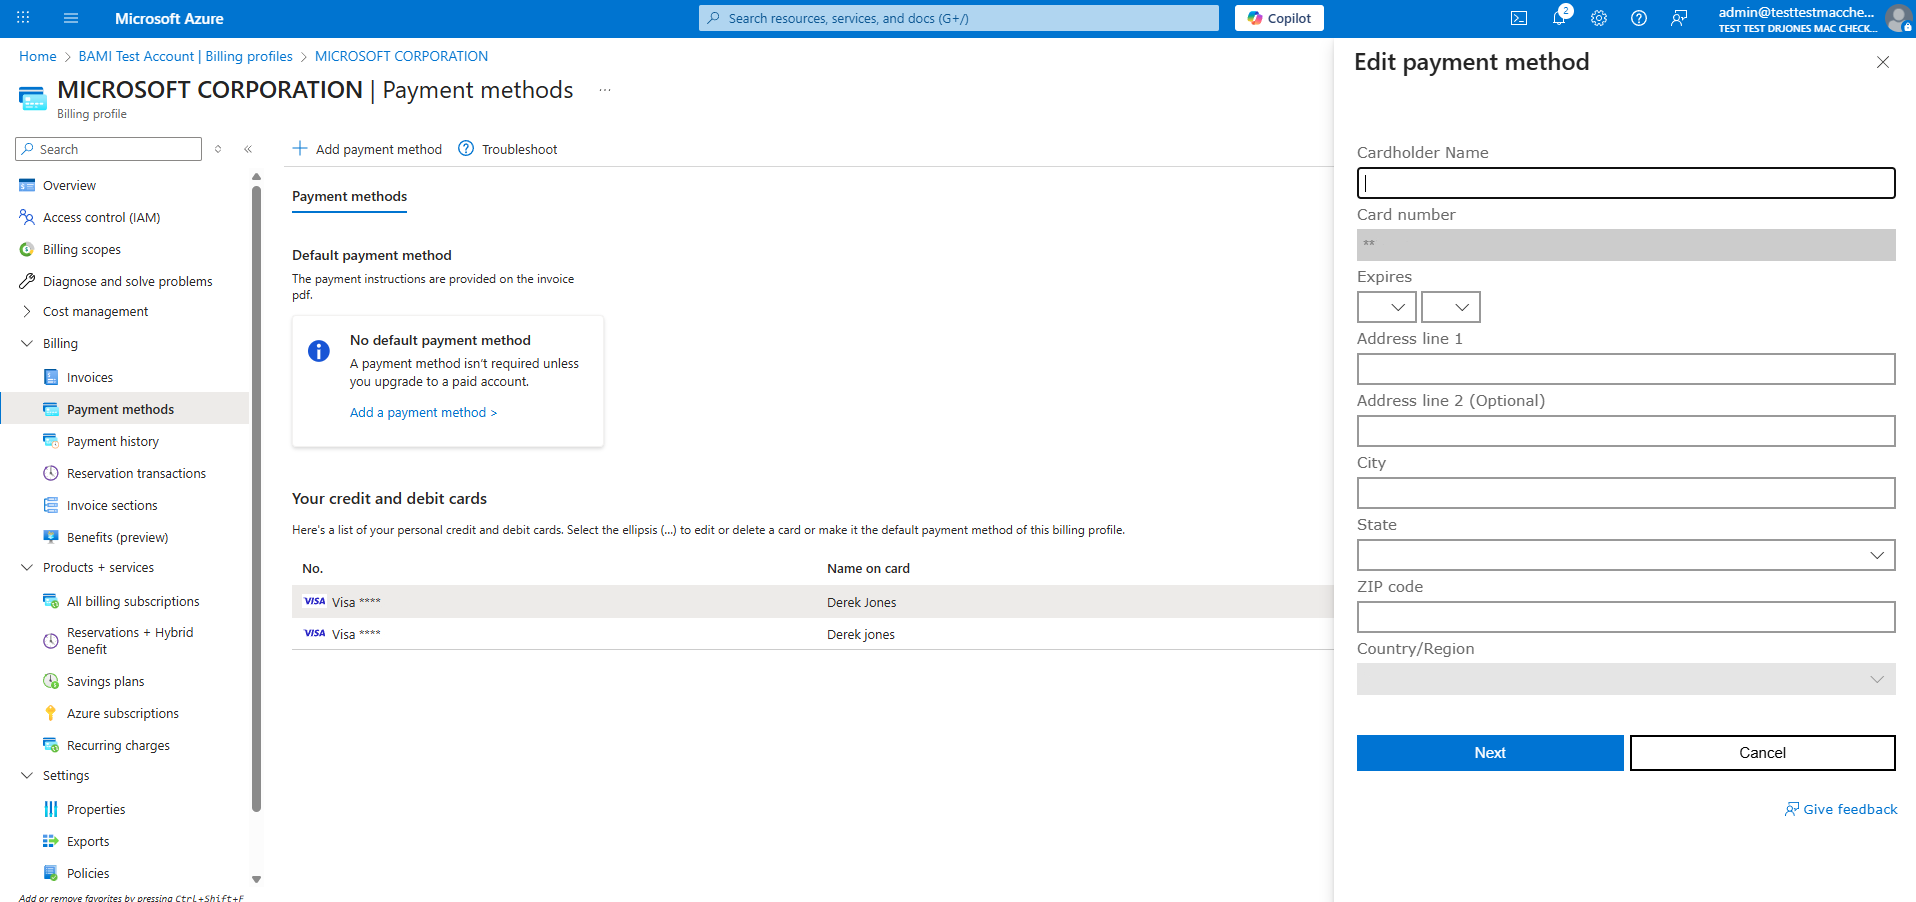 Microsoft Azure
Search resources, services, and docs (G+/)
Copilot
2
admin@testtestmacche...
TEST TEST DRJONES MAC CHECK...
Home > BAMI Test Account | Billing profiles > MICROSOFT CORPORATION
MICROSOFT CORPORATION | Payment methods ...
Billing profile
Search
Overview
Access control (IAM)
Billing scopes
Diagnose and solve problems
Cost management
Billing
Invoices
Payment methods
Payment history
Reservation transactions
Invoice sections
Benefits (preview)
Products + services
All billing subscriptions
Reservations + Hybrid
Benefit
Savings plans
Azure subscriptions
Recurring charges
Settings
Properties
Exports
Policies
Add or remove favorites by pressing Ctrl+Shift+F
Add payment method
Troubleshoot
Payment methods
Default payment method
The payment instructions are provided on the invoice
pdf.
No default payment method
A payment method isn't required unless
you upgrade to a paid account.
Add a payment method >
Your credit and debit cards
Here's a list of your personal credit and debit cards. Select the ellipsis (...) to edit or delete a card or make it the default payment method of this billing profile.
No. Name on card
VISA Visa **** Derek Jones
VISA Visa **** Derek jones
Edit payment method
Cardholder Name
Card number
**
Expires
Address line 1
Address line 2 (Optional)
City
State
ZIP code
Country/Region
Next
Cancel
Give feedback